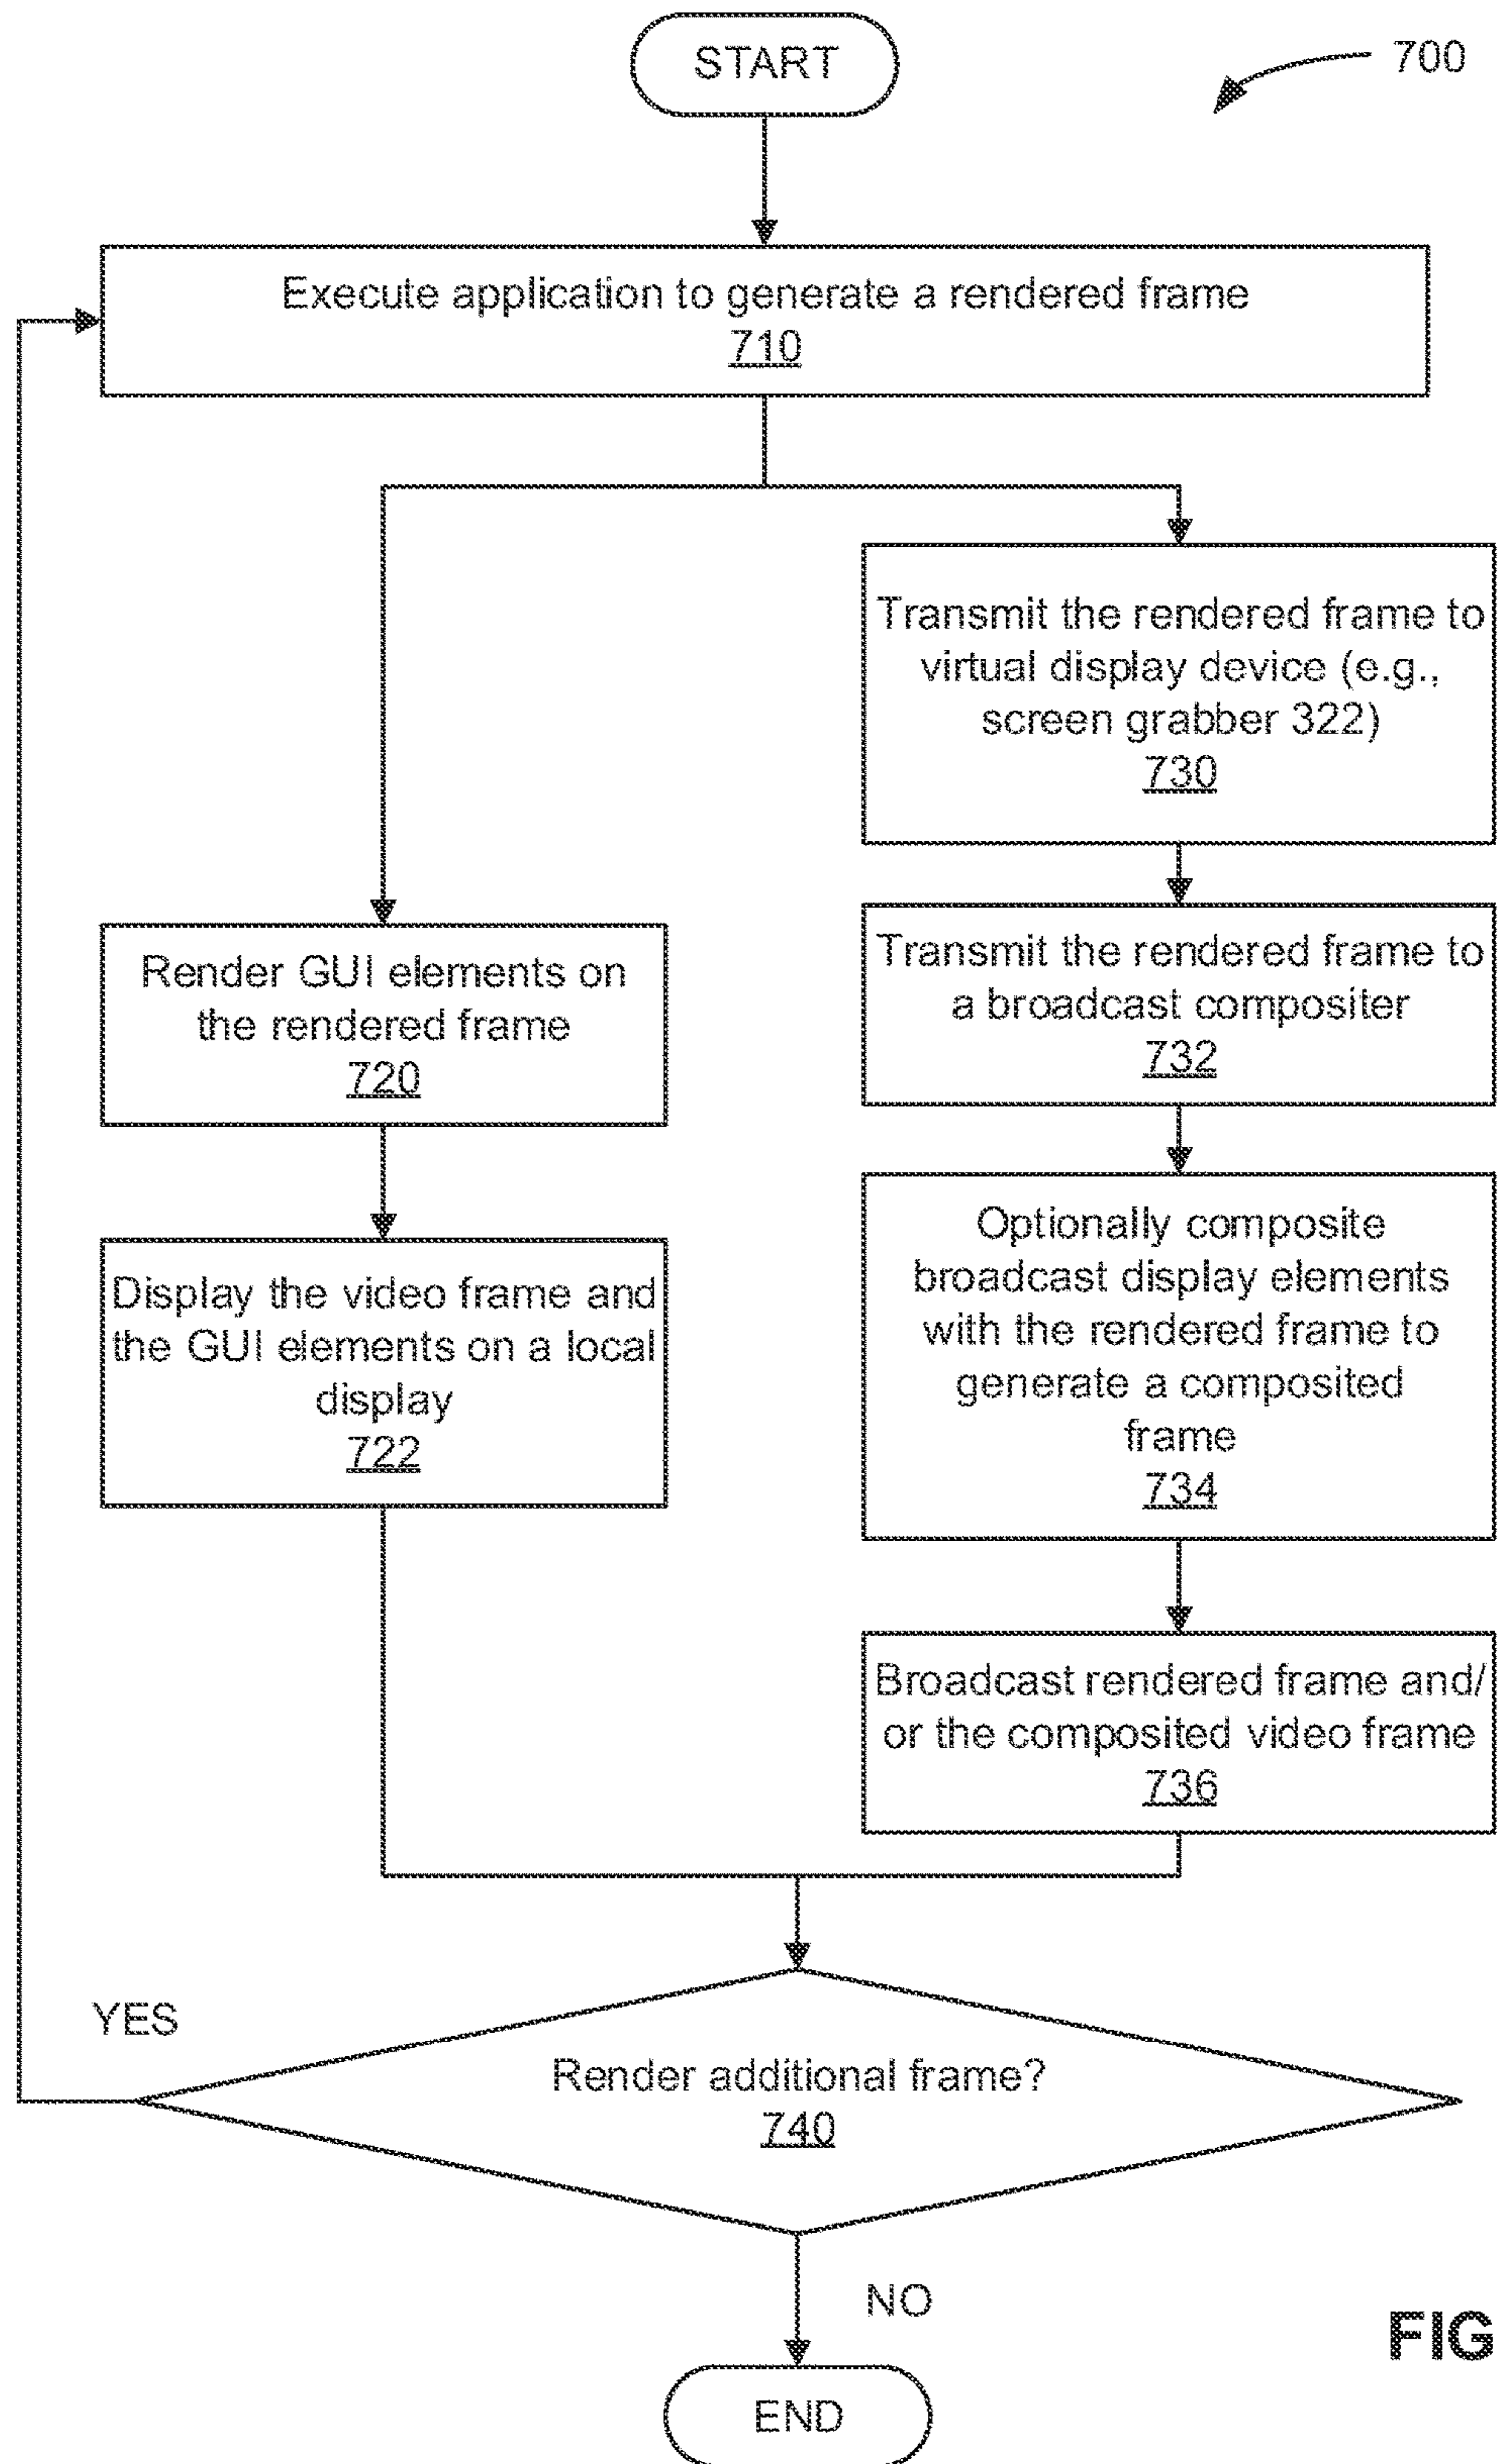 START
700
Execute application to generate a rendered frame
710
Transmit the rendered frame to
virtual display device (e.g.,
screen grabber 322)
730
Transmit the rendered frame to
a broadcast compositer
732
Render GUI elements on
the rendered frame
720
Optionally composite
broadcast display elements
with the rendered frame to
generate a composited
frame
734
Display the video frame and
the GUI elements on a local
display
722
Broadcast rendered frame and/
or the composited video frame
736
YES
Render additional frame?
740
NO
FIG
END